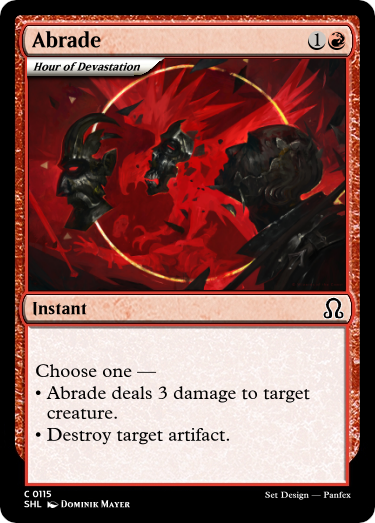 Abrade 1
Hour of Devastation
Instant
Choose one —
• Abrade deals 3 damage to target
creature.
• Destroy target artifact.
C 0115
SHL DOMINIK MAYER
Set Design — Panfex